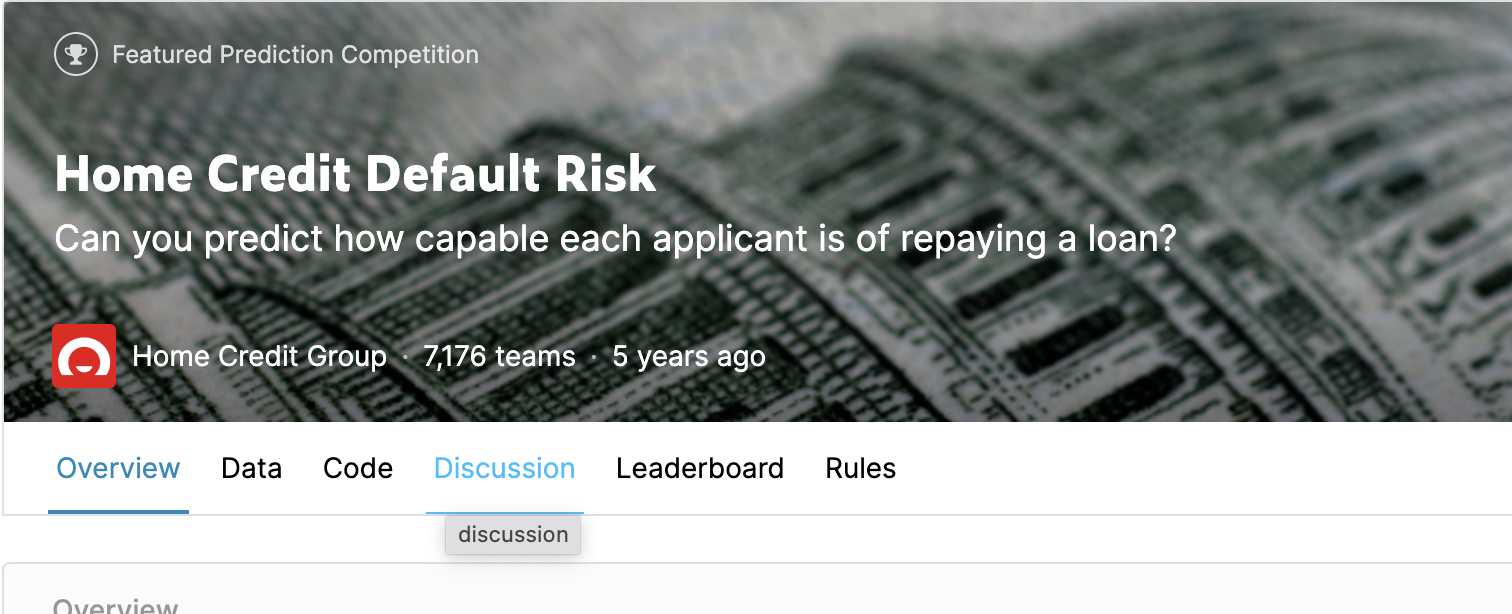 Featured Prediction Competition
Home Credit Default Risk
Can you predict how capable each applicant is of repaying a loan?
Home Credit Group · 7,176 teams · 5 years ago
Overview Data Code Discussion Leaderboard Rules
discussion
Overview